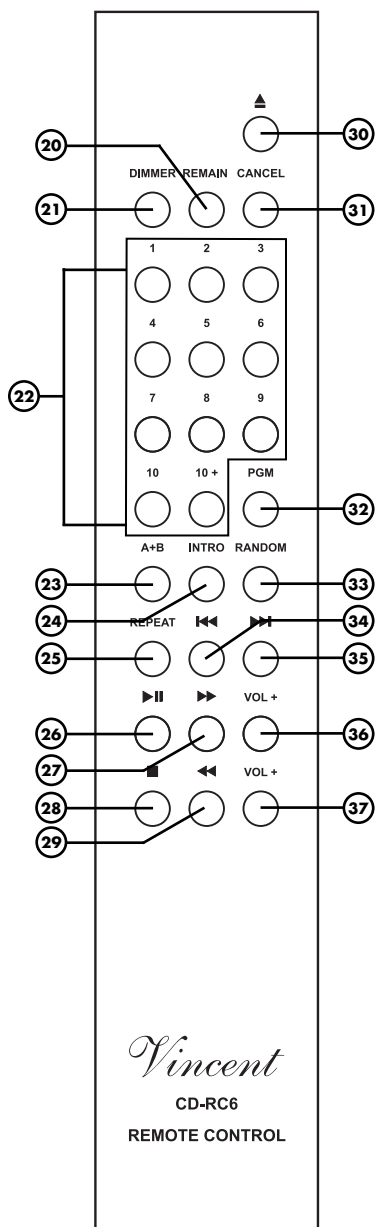 30
20
DIMMER REMAIN CANCEL
21
31
1 2 3
4 5 6
22
7 8 9
10 10 + PGM
32
A+B INTRO RANDOM
23
33
24
34
REPEAT
25
35
VOL +
26
36
27
VOL +
28
37
29
Vincent
CD-RC6
REMOTE CONTROL